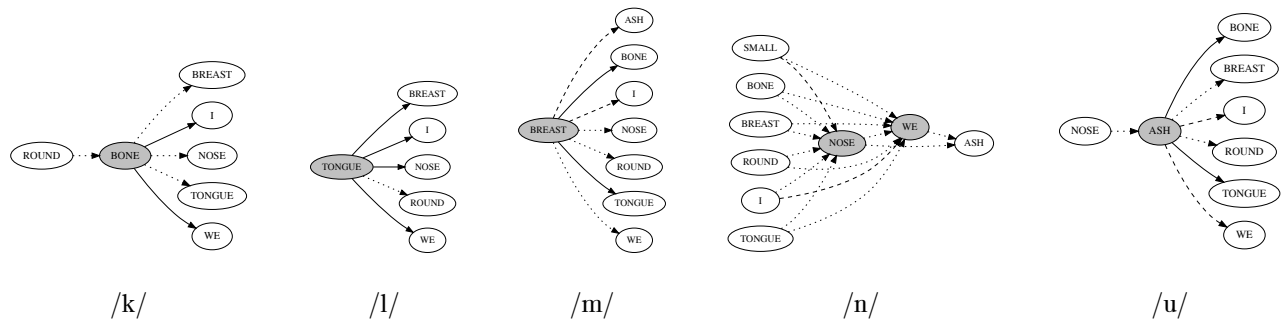 BREAST
I
ROUND
BONE
NOSE
TONGUE
WE
/k/
BREAST
I
TONGUE
NOSE
ROUND
WE
/l/
ASH
BONE
I
BREAST
NOSE
ROUND
TONGUE
WE
/m/
SMALL
BONE
BREAST
WE
NOSE
ASH
ROUND
I
TONGUE
/n/
BONE
BREAST
I
NOSE
ASH
ROUND
TONGUE
WE
/u/